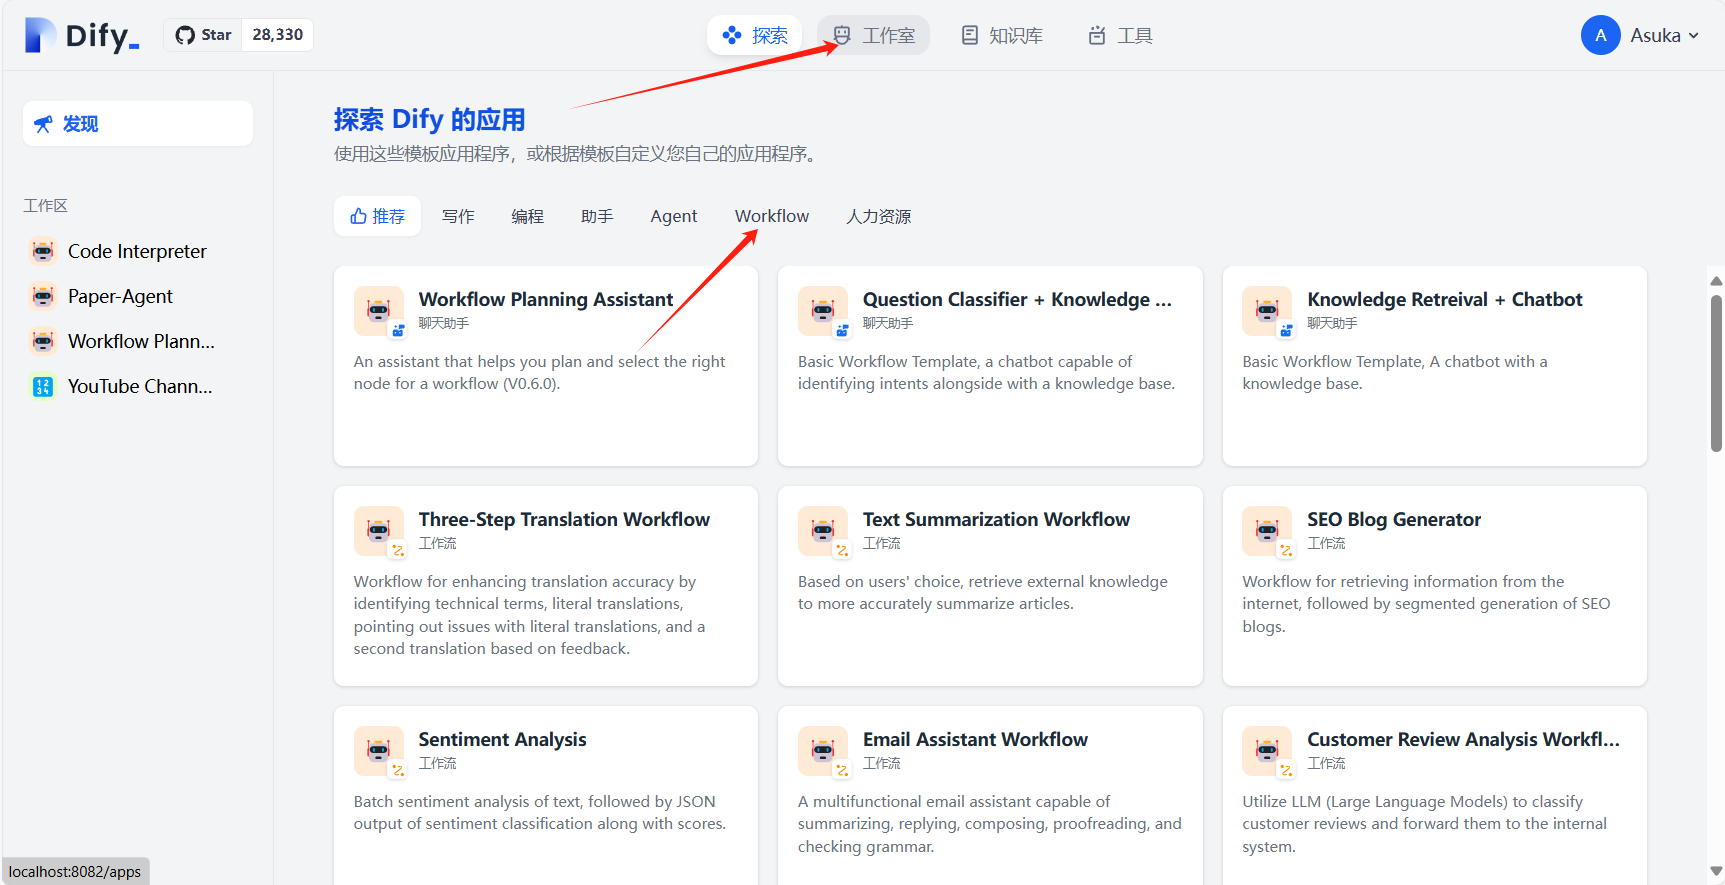 Dify_
Star 28,330
探索
工作室
知识库
工具
A Asuka
发现
工作区
Code Interpreter
Paper-Agent
Workflow Plann...
YouTube Chann...
探索 Dify 的应用
使用这些模板应用程序，或根据模板自定义您自己的应用程序。
推荐 写作 编程 助手 Agent Workflow 人力资源
Workflow Planning Assistant
聊天助手
An assistant that helps you plan and select the right
node for a workflow (V0.6.0).
Question Classifier + Knowledge ...
聊天助手
Basic Workflow Template, a chatbot capable of
identifying intents alongside with a knowledge base.
Knowledge Retreival + Chatbot
聊天助手
Basic Workflow Template, A chatbot with a
knowledge base.
Three-Step Translation Workflow
工作流
Workflow for enhancing translation accuracy by
identifying technical terms, literal translations,
pointing out issues with literal translations, and a
second translation based on feedback.
Text Summarization Workflow
工作流
Based on users' choice, retrieve external knowledge
to more accurately summarize articles.
SEO Blog Generator
工作流
Workflow for retrieving information from the
internet, followed by segmented generation of SEO
blogs.
Sentiment Analysis
工作流
Batch sentiment analysis of text, followed by JSON
output of sentiment classification along with scores.
Email Assistant Workflow
工作流
A multifunctional email assistant capable of
summarizing, replying, composing, proofreading, and
checking grammar.
Customer Review Analysis Workfl...
工作流
Utilize LLM (Large Language Models) to classify
customer reviews and forward them to the internal
system.
localhost:8082/apps